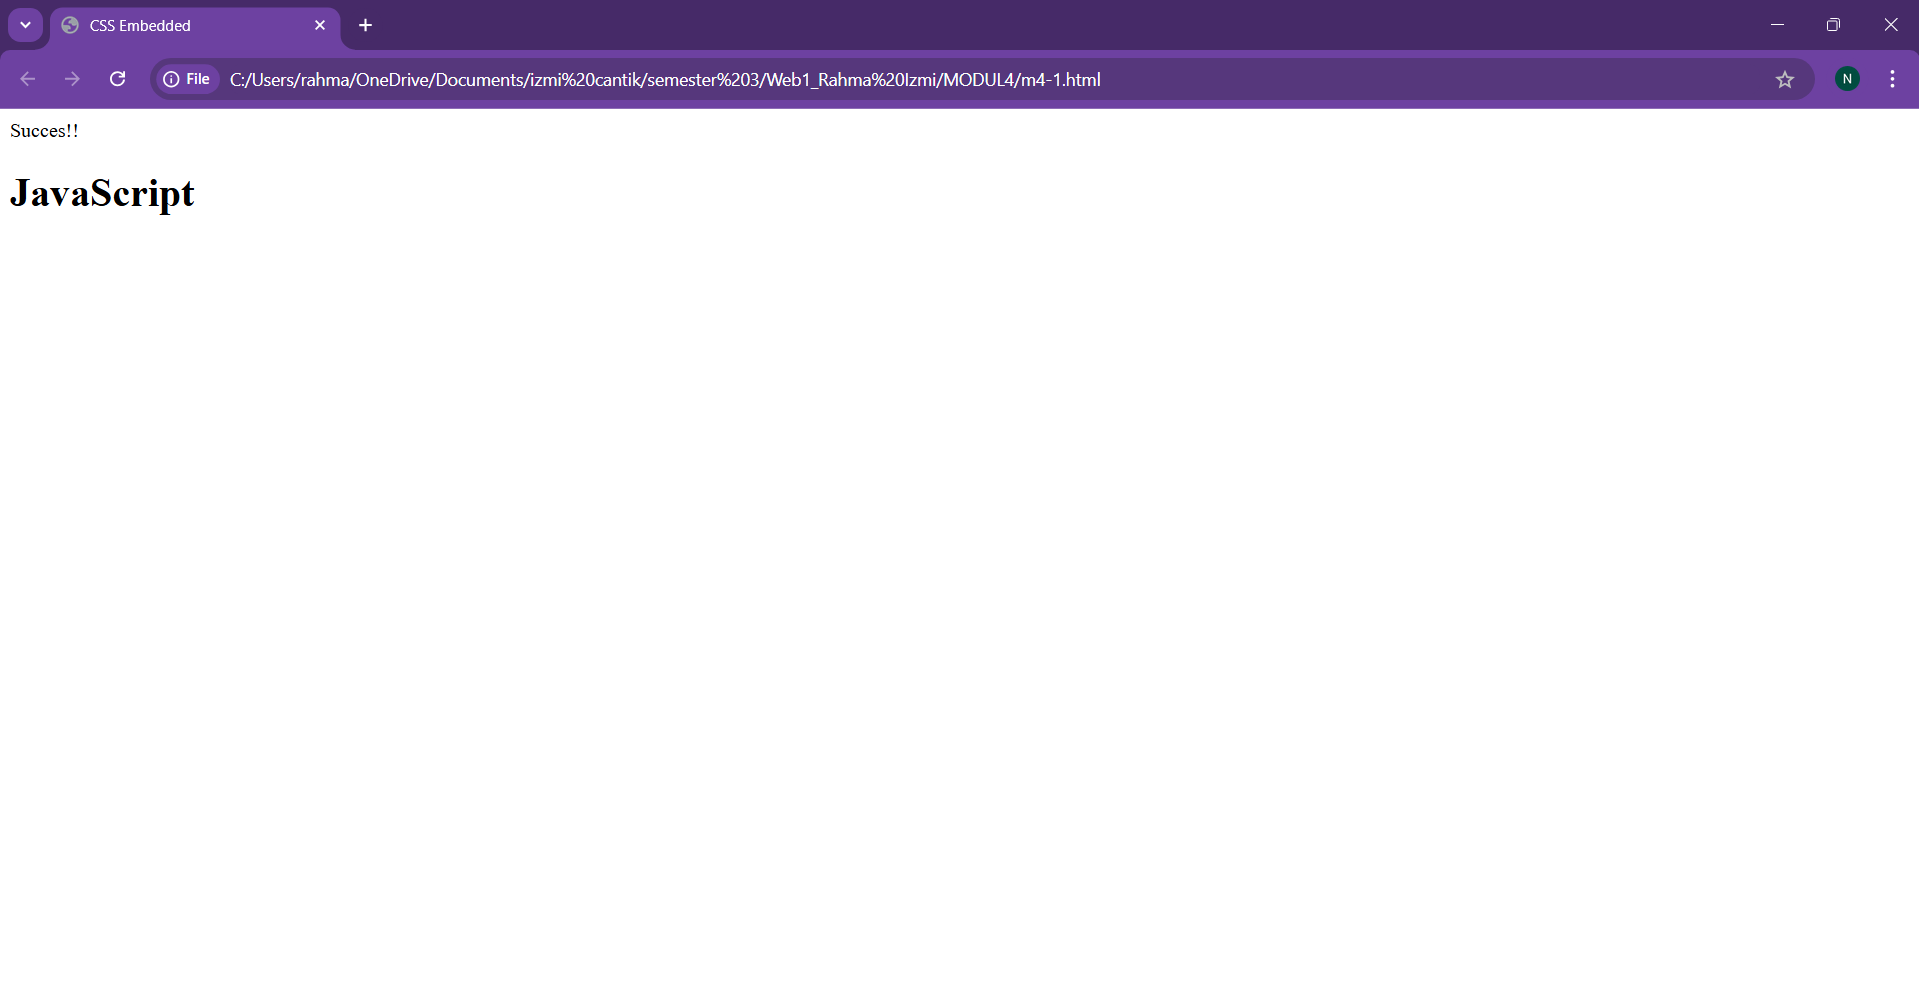 CSS Embedded
File
C:/Users/rahma/OneDrive/Documents/izmi%20cantik/semester%203/Web1_Rahma%20Izmi/MODUL4/m4-1.html
N
Succes!!
JavaScript